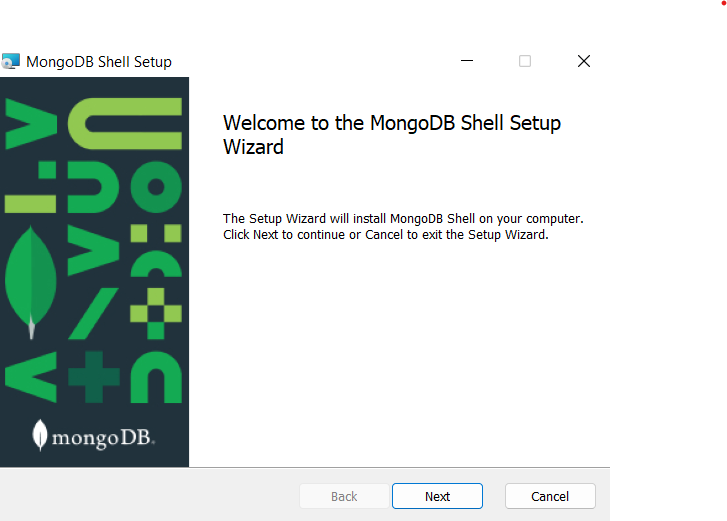 MongoDB Shell Setup
Welcome to the MongoDB Shell Setup
Wizard
The Setup Wizard will install MongoDB Shell on your computer.
Click Next to continue or Cancel to exit the Setup Wizard.
mongoDB.
Back
Next
Cancel